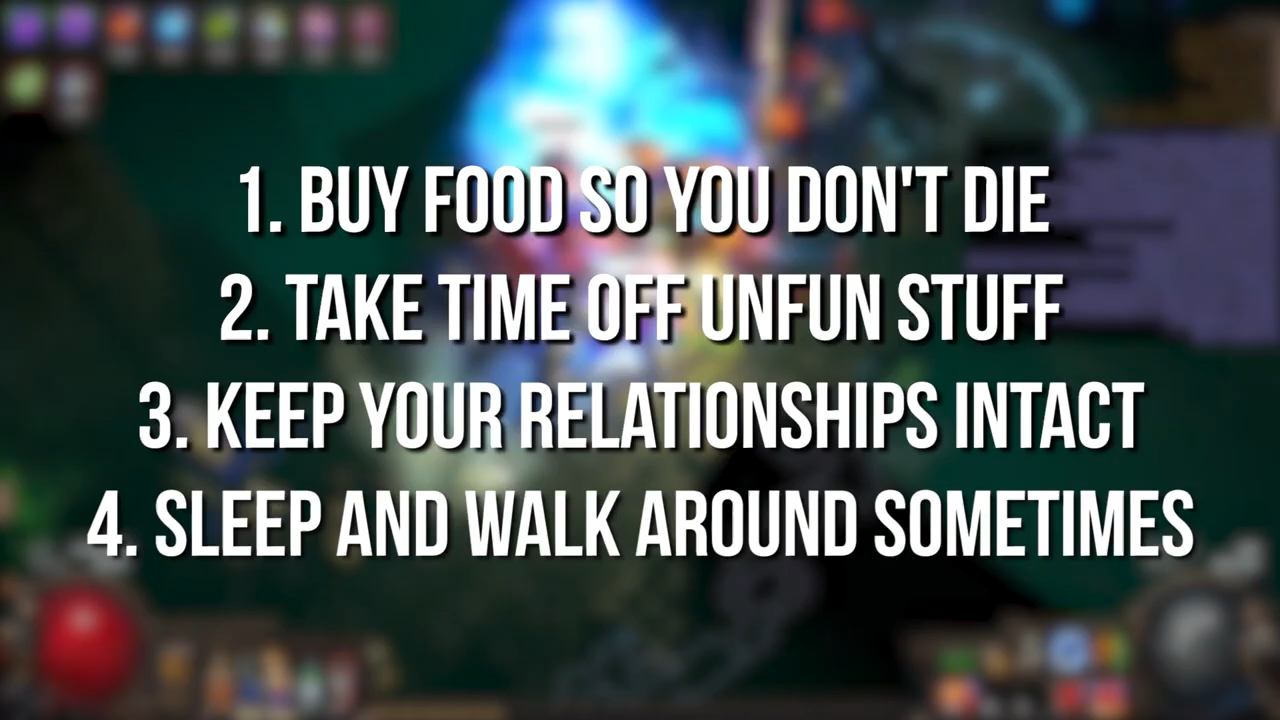 1. BUY FOOD SO YOU DON'T DIE
2. TAKE TIME OFF UNFUN STUFF
3. KEEP YOUR RELATIONSHIPS INTACT
4. SLEEP AND WALK AROUND SOMETIMES